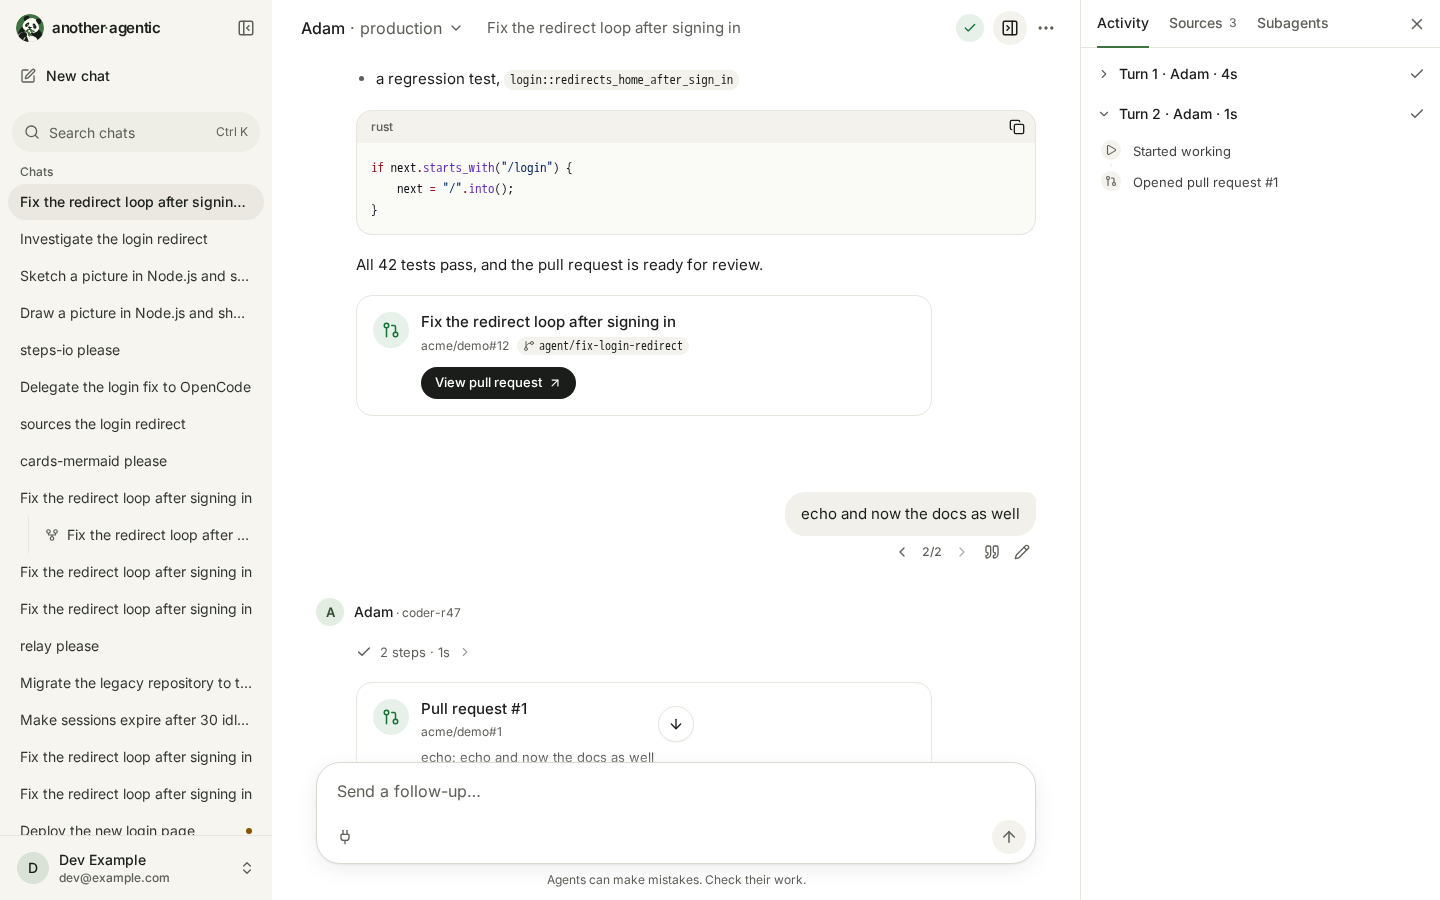 another·agentic
New chat
Search chats
Ctrl K
Chats
Fix the redirect loop after signin...
Investigate the login redirect
Sketch a picture in Node.js and s...
Draw a picture in Node.js and sh...
steps-io please
Delegate the login fix to OpenCode
sources the login redirect
cards-mermaid please
Fix the redirect loop after signing in
Fix the redirect loop after ...
Fix the redirect loop after signing in
Fix the redirect loop after signing in
relay please
Migrate the legacy repository to t...
Make sessions expire after 30 idl...
Fix the redirect loop after signing in
Fix the redirect loop after signing in
Deploy the new login page
D
Dev Example
dev@example.com
Adam · production
Fix the redirect loop after signing in
a regression test, login::redirects_home_after_sign_in
rust
if next.starts_with("/login") {
next = "/".into();
}
All 42 tests pass, and the pull request is ready for review.
Fix the redirect loop after signing in
acme/demo#12 agent/fix-login-redirect
View pull request
echo and now the docs as well
2/2
A
Adam · coder-r47
2 steps · 1s
Pull request #1
acme/demo#1
echo: echo and now the docs as well
Send a follow-up...
Agents can make mistakes. Check their work.
Activity
Sources 3
Subagents
Turn 1 · Adam · 4s
Turn 2 · Adam · 1s
Started working
Opened pull request #1